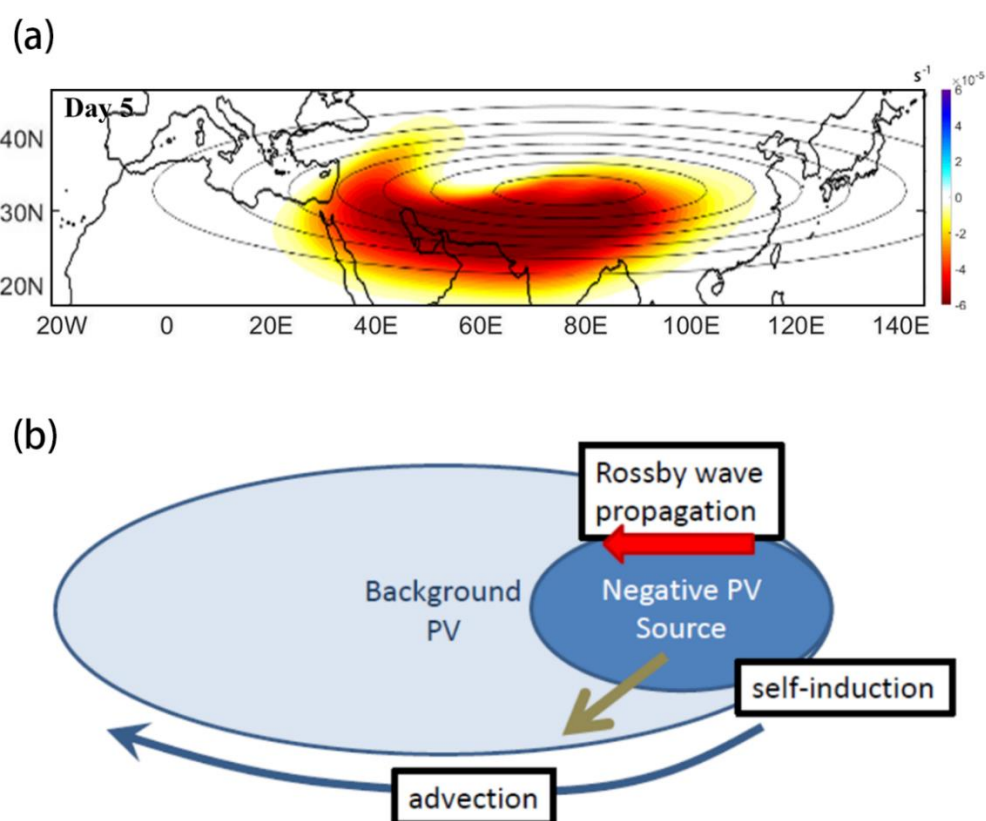 (a)
s⁻¹
×10⁻⁵
Day 5
40N
30N
20N
20W 0 20E 40E 60E 80E 100E 120E 140E
6
4
2
0
-2
-4
-6
(b)
Rossby wave
propagation
Background
PV
Negative PV
Source
self-induction
advection